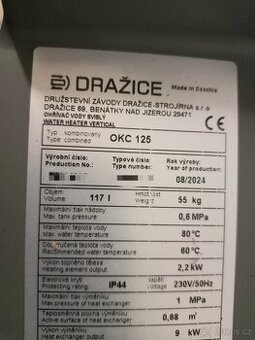 DRAŽICE
Made in Czechia
DRUŽSTEVNÍ ZÁVODY DRAŽICE-STROJÍRNA s.r.o.
DRAŽICE 69, BENÁTKY NAD JIZEROU 29471
OHŘÍVAČ VODY SVISLÝ
WATER HEATER VERTICAL
CE
Typ kombinovaný
Type combined
OKC 125
Výrobní číslo: Typové číslo Rok výroby
Production No.: Type number: Year of production:
08/2024
Objem
Volume
117 l
Hmotnost
Weight
55 kg
Maximální tlak nádoby
Max. tank pressure
0,6 MPa
Maximální teplota vody
Max water temperature
80°C
Doporučená teplota vody
Recommended water temperature
60°C
Výkon topného tělesa
Heating element output
2,2 kW
Elektrické krytí
Protecting rating:
IP44
napětí
Voltage
230V/50Hz
Maximální tlak výměníku
Max pressure of heat exchanger
1 MPa
Teplosměnná plocha výměníku
Area of heat exchanger
0,68 m²
Výkon výměníku
Output of heat exchanger
9 kW